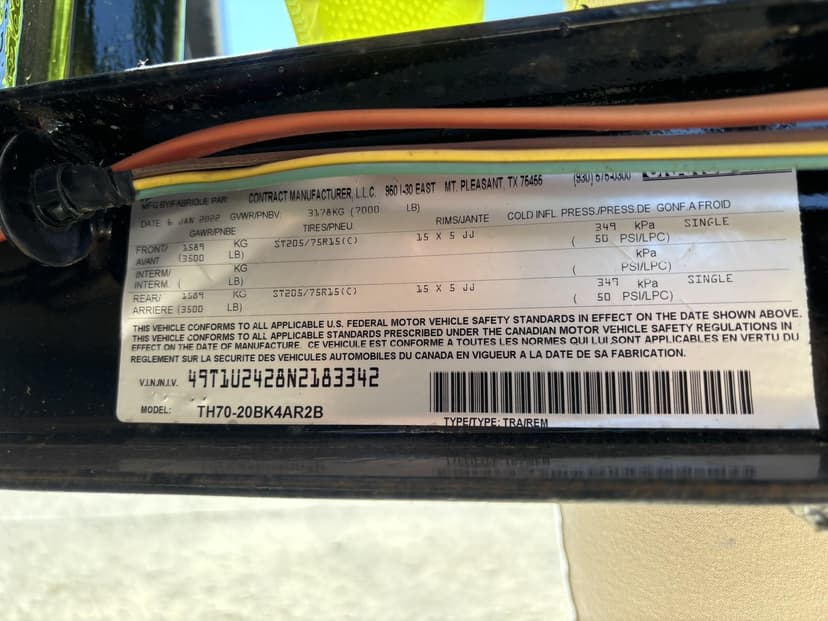 MFG.BY/FABRIQUE PAR: CONTRACT MANUFACTURER, L.L.C. 950 I-30 EAST MT. PLEASANT, TX 75455
DATE 6 JAN 2022 GVWR/PNBV: 3178KG (7000 LB)
GAWR/PNBE TIRES/PNEU RIMS/JANTE COLD INFL. PRESS./PRESS DE GONF.A FROID
FRONT/ 1589 KG ST205/75R15(C) 15 X 5 JJ 349 kPa SINGLE
AVANT (3500 LB) ( 50 PSI/LPC)
INTERM/ KG kPa
INTERM. ( LB) ( PSI/LPC)
REAR/ 1589 KG ST205/75R15(C) 15 X 5 JJ 349 kPa SINGLE
ARRIERE (3500 LB) ( 50 PSI/LPC)
THIS VEHICLE CONFORMS TO ALL APPLICABLE U.S. FEDERAL MOTOR VEHICLE SAFETY STANDARDS IN EFFECT ON THE DATE SHOWN ABOVE.
THIS VEHICLE CONFORMS TO ALL APPLICABLE STANDARDS PRESCRIBED UNDER THE CANADIAN MOTOR VEHICLE SAFETY REGULATIONS IN
EFFECT ON THE DATE OF MANUFACTURE. CE VEHICULE EST CONFORME A TOUTES LES NORMES QUI LUI SONT APPLICABLES EN VERTU DU
REGLEMENT SUR LA SECURITE DES VEHICULES AUTOMOBILES DU CANADA EN VIGUEUR A LA DATE DE SA FABRICATION.
V.I.N./N.I.V. 49T1U2428N2183342
MODEL: TH70-20BK4AR2B
TYPE/TYPE: TRA/REM